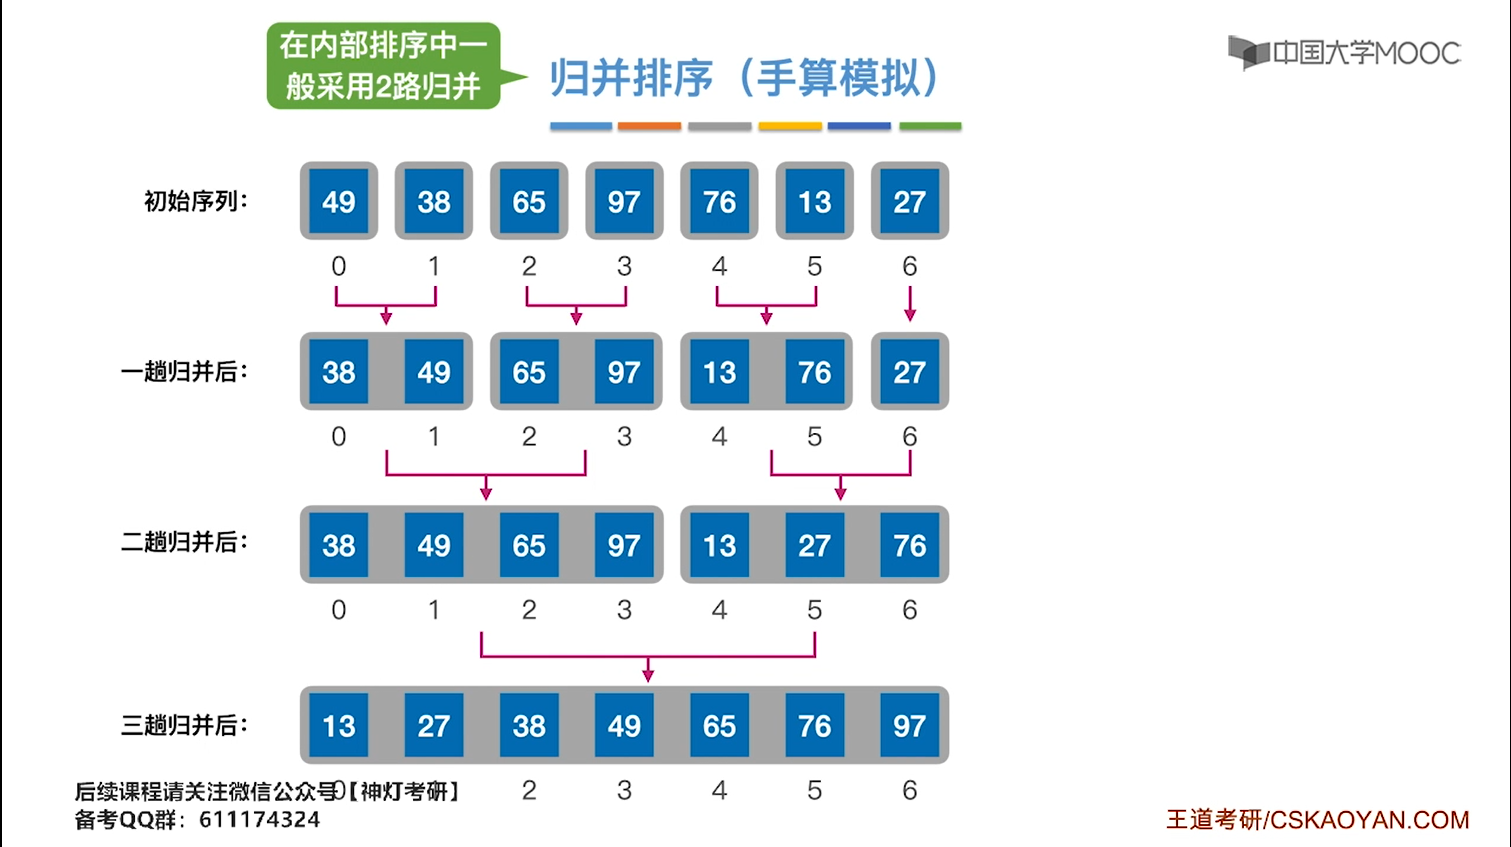 在内部排序中一
般采用2路归并
归并排序（手算模拟）
中国大学MOOC
初始序列：
49 38 65 97 76 13 27
0 1 2 3 4 5 6
一趟归并后：
38 49 65 97 13 76 27
0 1 2 3 4 5 6
二趟归并后：
38 49 65 97 13 27 76
0 1 2 3 4 5 6
三趟归并后：
13 27 38 49 65 76 97
0 2 3 4 5 6
后续课程请关注微信公众号【神灯考研】
备考QQ群：611174324
王道考研/CSKAOYAN.COM